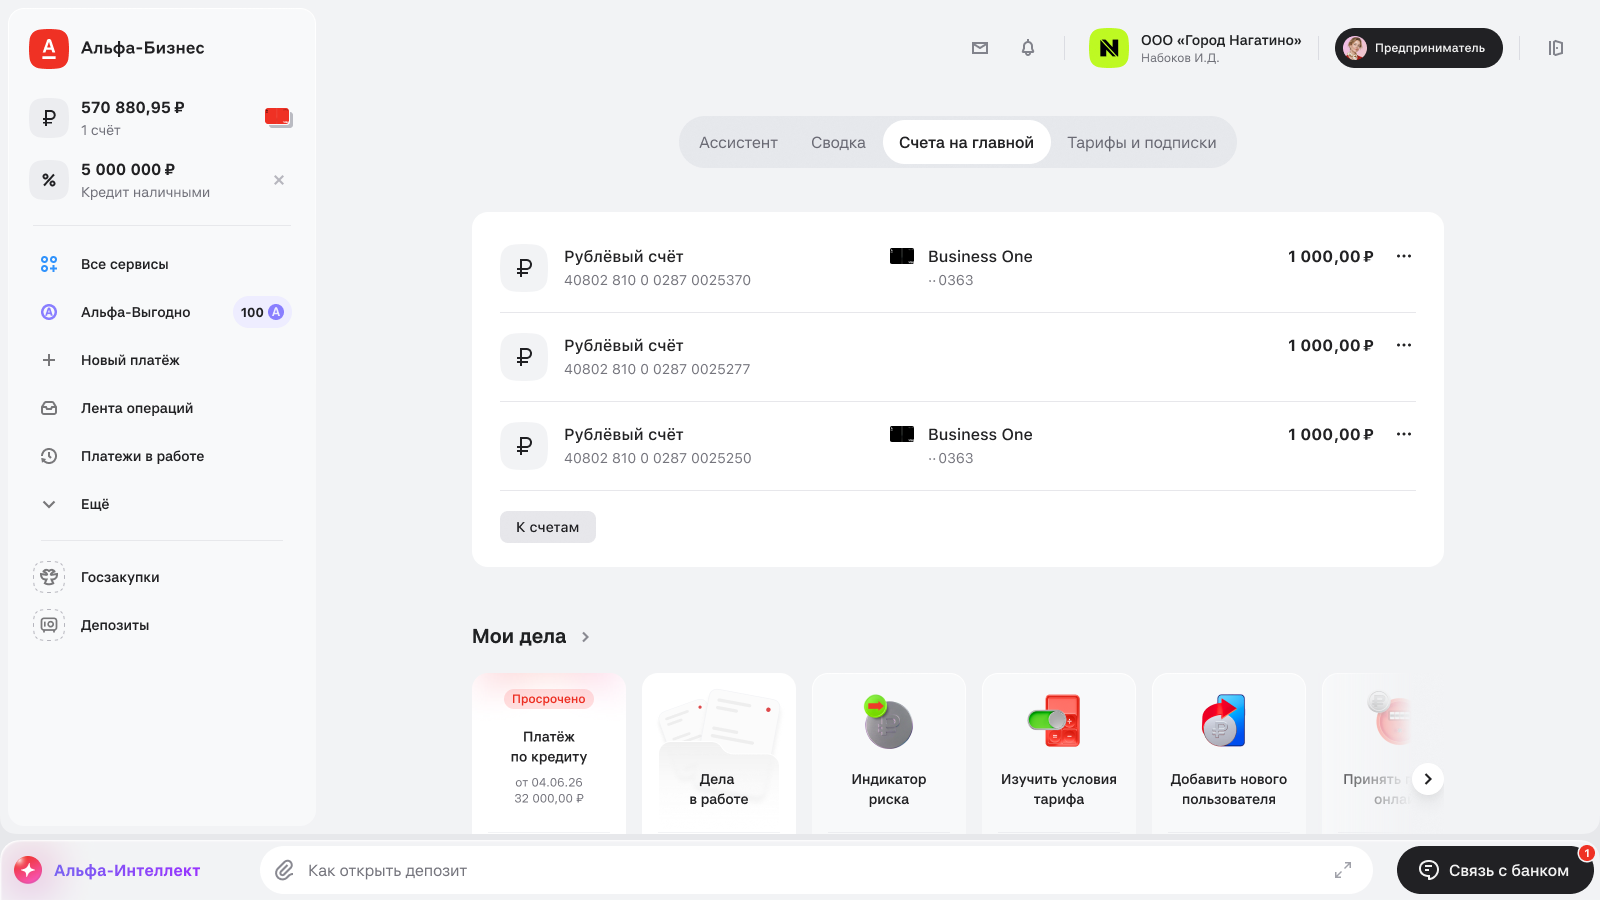 Альфа-Бизнес
570 880,95 ₽
1 счёт
5 000 000 ₽
Кредит наличными
Все сервисы
Альфа-Выгодно
100
Новый платёж
Лента операций
Платежи в работе
Ещё
Госзакупки
Депозиты
ООО «Город Нагатино»
Набоков И.Д.
Предприниматель
Ассистент
Сводка
Счета на главной
Тарифы и подписки
Рублёвый счёт
40802 810 0 0287 0025370
Business One
·· 0363
1 000,00 ₽
Рублёвый счёт
40802 810 0 0287 0025277
1 000,00 ₽
Рублёвый счёт
40802 810 0 0287 0025250
Business One
·· 0363
1 000,00 ₽
К счетам
Мои дела
Просрочено
Платёж
по кредиту
от 04.06.26
32 000,00 ₽
Дела
в работе
Индикатор
риска
Изучить условия
тарифа
Добавить нового
пользователя
Принять
Альфа-Интеллект
Как открыть депозит
Связь с банком
1